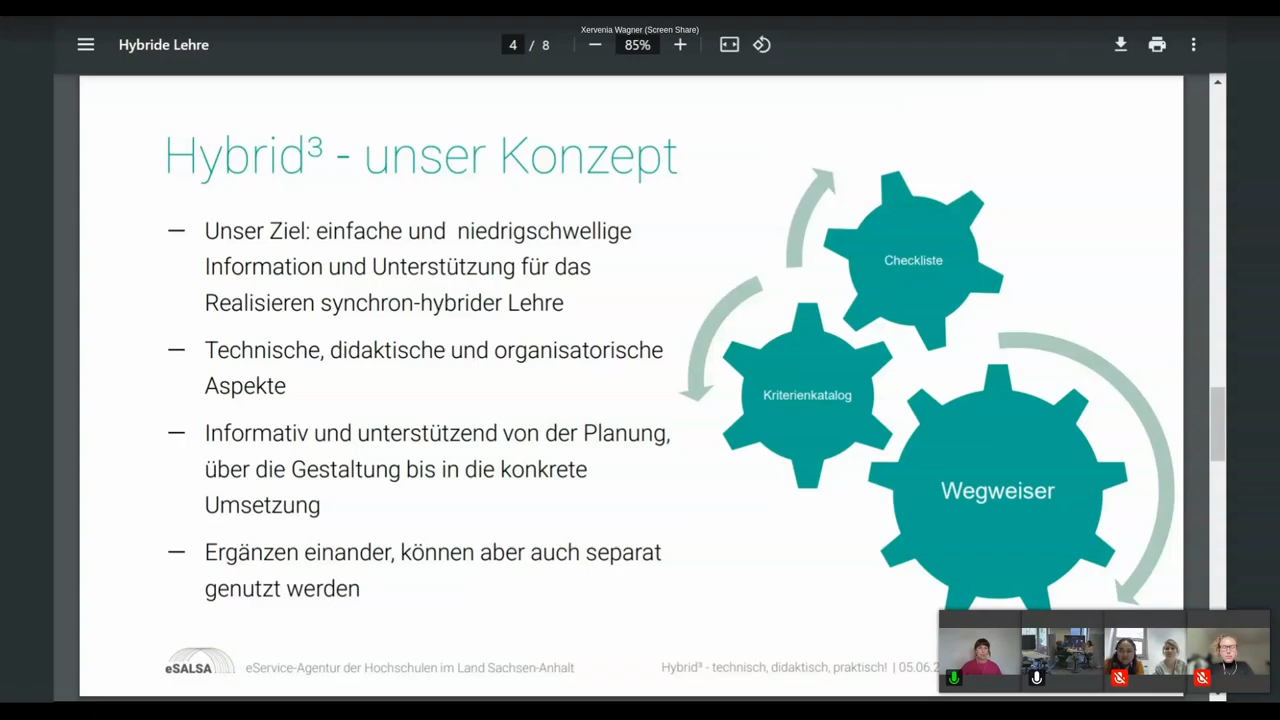 Xervenia Wagner (Screen Share)
Hybride Lehre
4 / 8
85%
Hybrid³ - unser Konzept
— Unser Ziel: einfache und niedrigschwellige
Information und Unterstützung für das
Realisieren synchron-hybrider Lehre
— Technische, didaktische und organisatorische
Aspekte
— Informativ und unterstützend von der Planung,
über die Gestaltung bis in die konkrete
Umsetzung
— Ergänzen einander, können aber auch separat
genutzt werden
Checkliste
Kriterienkatalog
Wegweiser
eSALSA
eService-Agentur der Hochschulen im Land Sachsen-Anhalt
Hybrid³ - technisch, didaktisch, praktisch! | 05.06.2